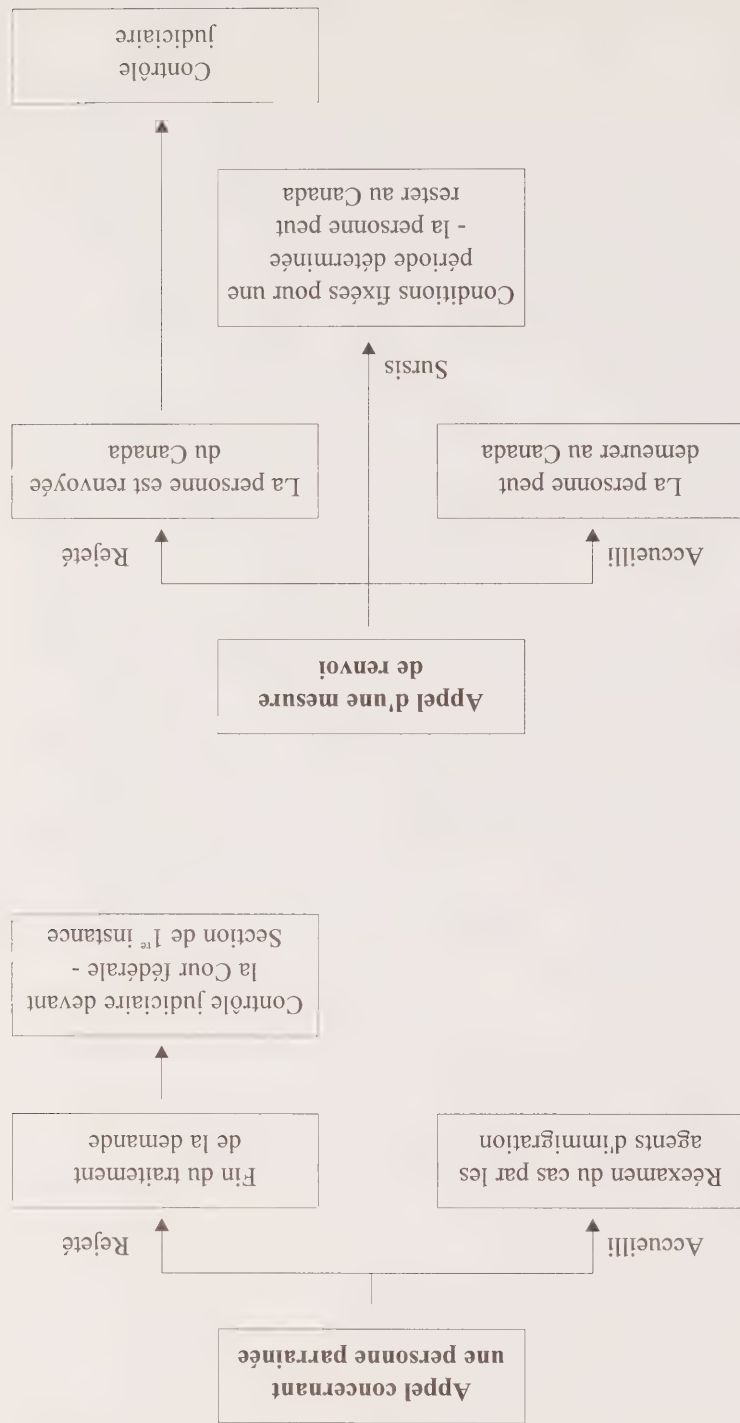 Appel concernant
une personne parrainée
Accueilli
Rejeté
Réexamen du cas par les
agents d'immigration
Fin du traitement
de la demande
Contrôle judiciaire devant
la Cour fédérale -
Section de 1re instance
Appel d'une mesure
de renvoi
Accueilli
Rejeté
La personne peut
demeurer au Canada
La personne est renvoyée
du Canada
Sursis
Conditions fixées pour une
période déterminée
- la personne peut
rester au Canada
Contrôle
judiciaire